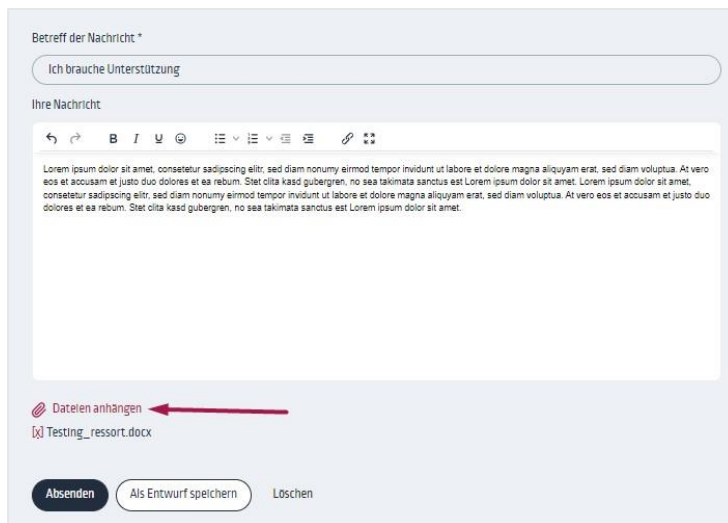 Betreff der Nachricht *
Ich brauche Unterstützung
Ihre Nachricht
B I U
Lorem ipsum dolor sit amet, consetetur sadipscing elitr, sed diam nonumy eirmod tempor invidunt ut labore et dolore magna aliquyam erat, sed diam voluptua. At vero
eos et accusam et justo duo dolores et ea rebum. Stet clita kasd gubergren, no sea takimata sanctus est Lorem ipsum dolor sit amet. Lorem ipsum dolor sit amet,
consetetur sadipscing elitr, sed diam nonumy eirmod tempor invidunt ut labore et dolore magna aliquyam erat, sed diam voluptua. At vero eos et accusam et justo duo
dolores et ea rebum. Stet clita kasd gubergren, no sea takimata sanctus est Lorem ipsum dolor sit amet.
Dateien anhängen
[x] Testing_ressort.docx
Absenden Als Entwurf speichern Löschen